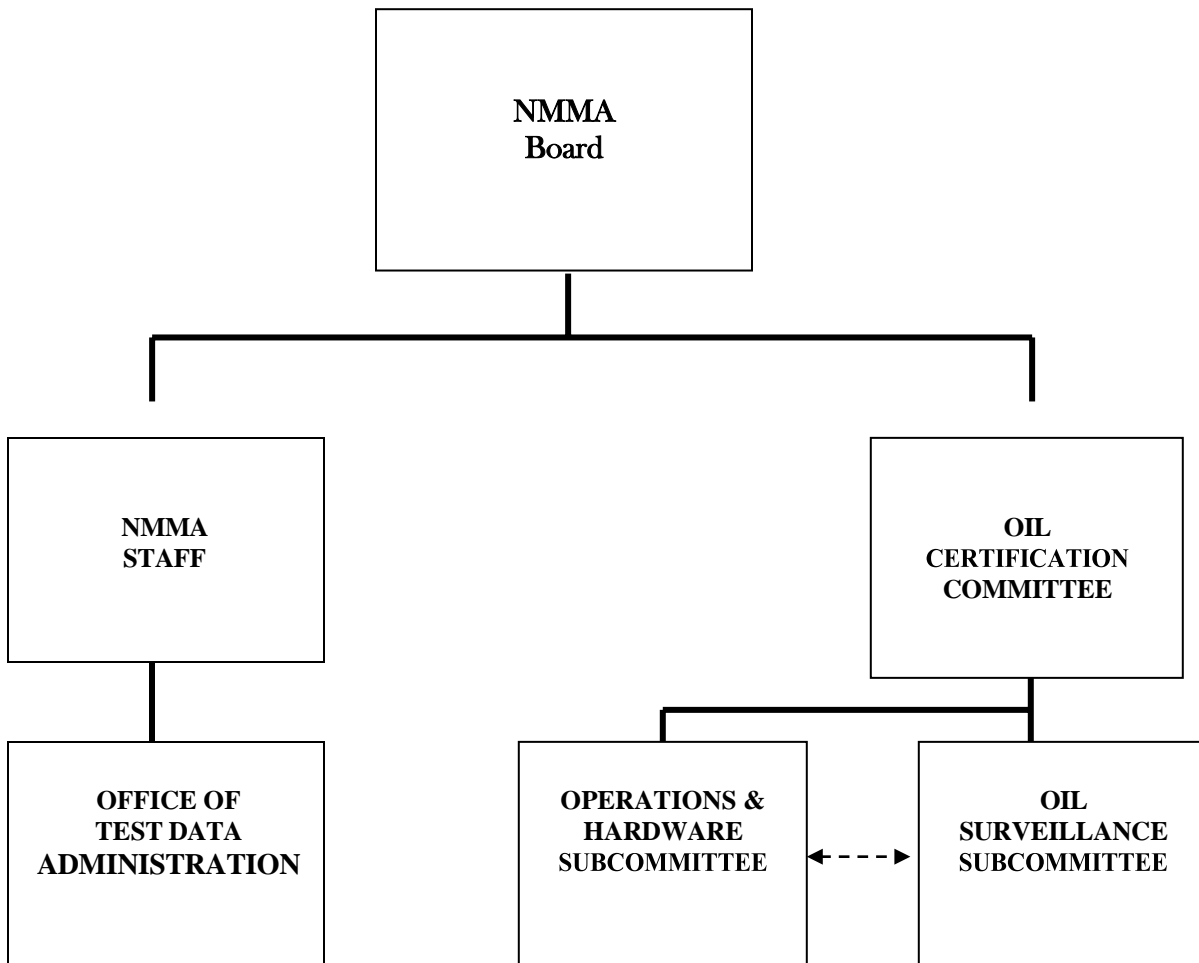 NMMA
Board
NMMA
STAFF
OIL
CERTIFICATION
COMMITTEE
OFFICE OF
TEST DATA
ADMINISTRATION
OPERATIONS &
HARDWARE
SUBCOMMITTEE
OIL
SURVEILLANCE
SUBCOMMITTEE